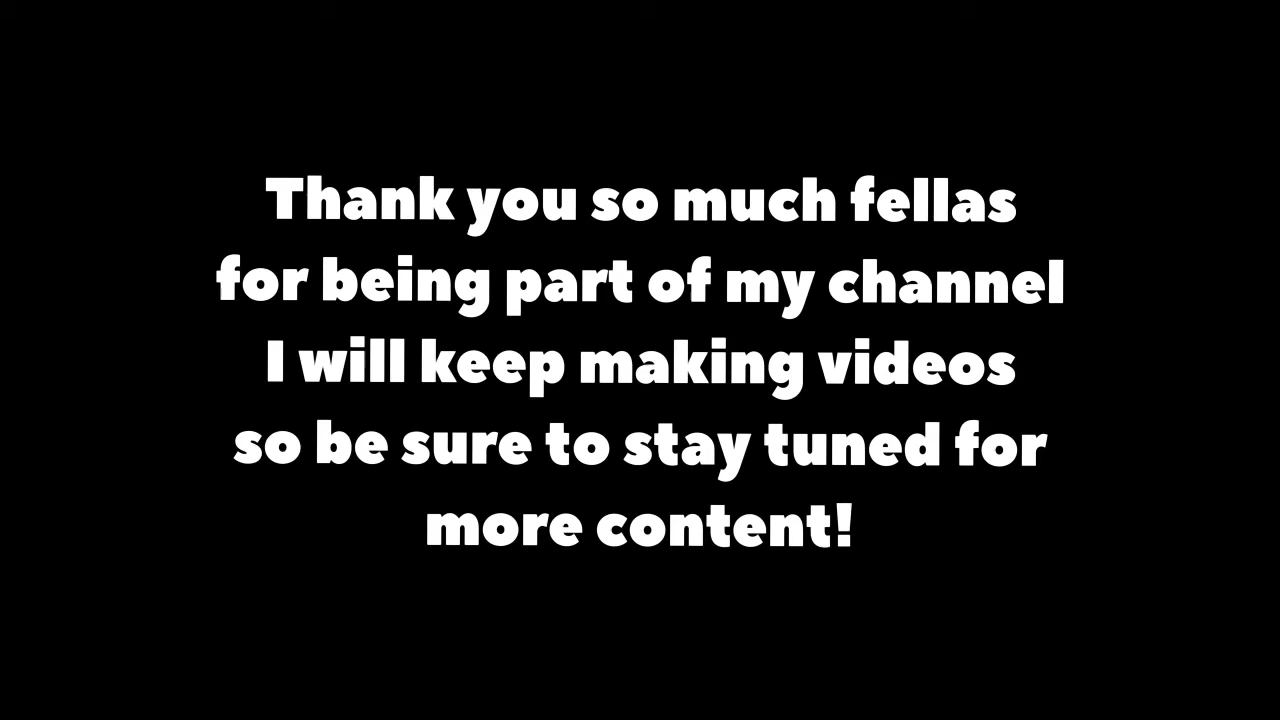 Thank you so much fellas
for being part of my channel
I will keep making videos
so be sure to stay tuned for
more content!